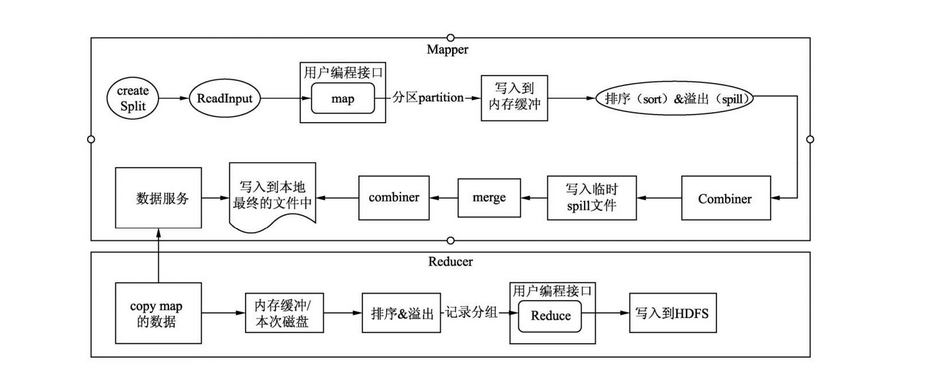 Mapper
create
Split
ReadInput
用户编程接口
map
分区partition
写入到
内存缓冲
排序（sort）&溢出（spill）
数据服务
写入到本地
最终的文件中
combiner
merge
写入临时
spill文件
Combiner
Reducer
copy map
的数据
内存缓冲/
本次磁盘
排序&溢出
记录分组
用户编程接口
Reduce
写入到HDFS